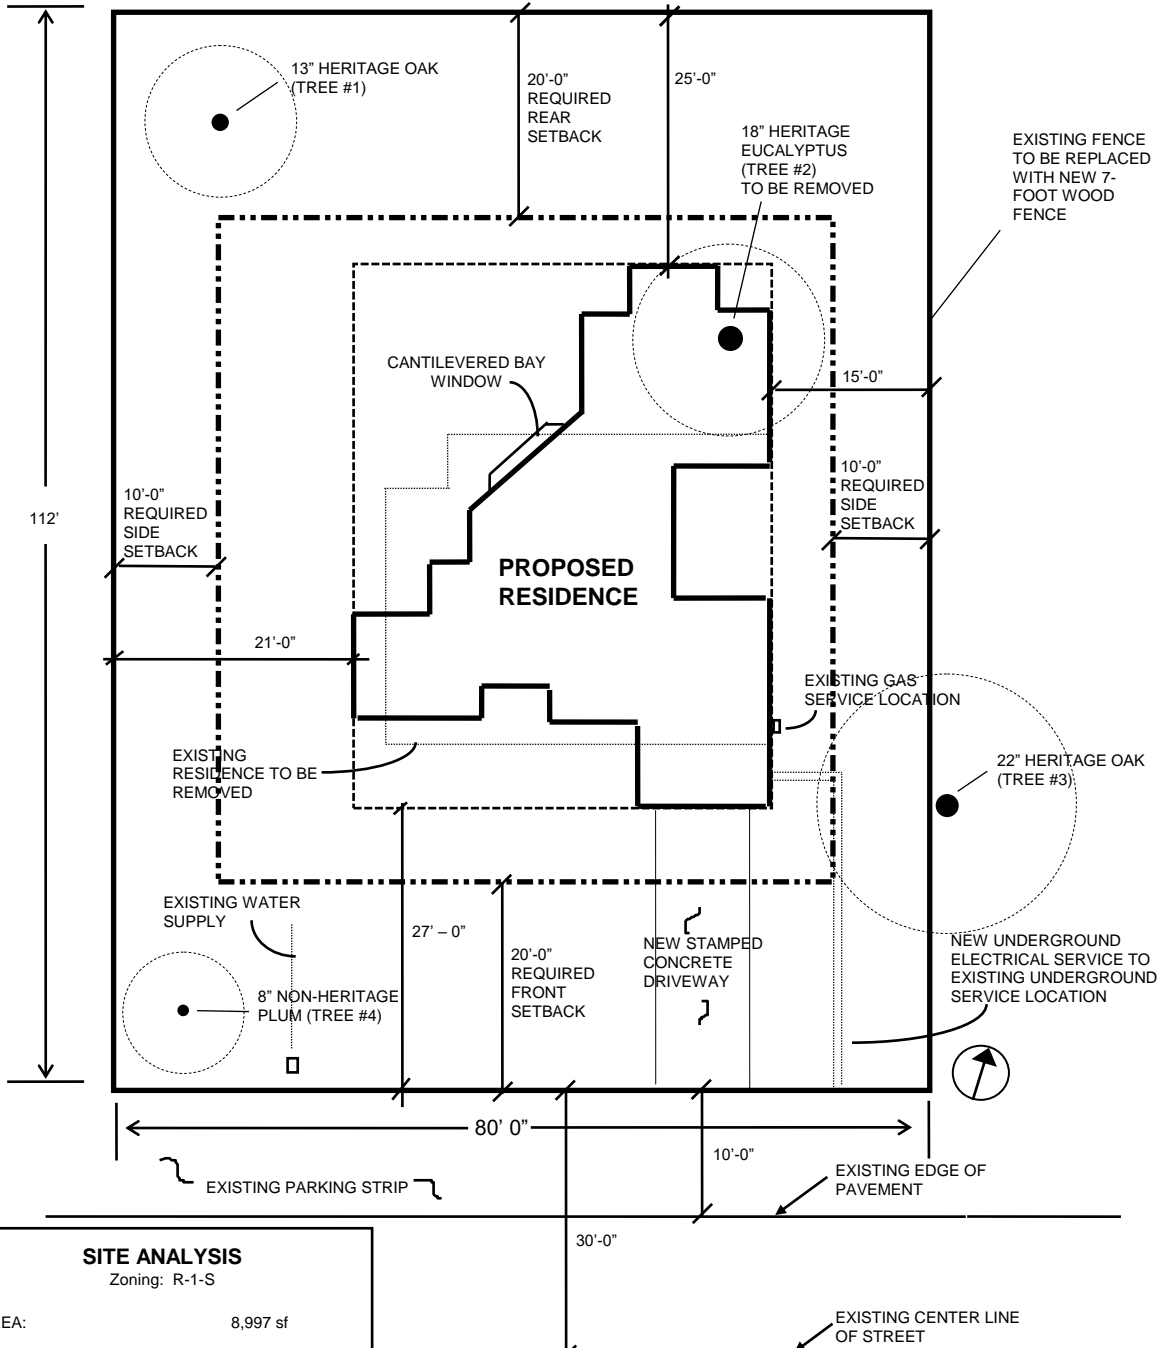 13” HERITAGE OAK
(TREE #1)
20’-0”
REQUIRED
REAR
SETBACK
25’-0”
18” HERITAGE
EUCALYPTUS
(TREE #2)
TO BE REMOVED
EXISTING FENCE
TO BE REPLACED
WITH NEW 7-
FOOT WOOD
FENCE
CANTILEVERED BAY
WINDOW
15’-0”
112’
10’-0”
REQUIRED
SIDE
SETBACK
10’-0”
REQUIRED
SIDE
SETBACK
PROPOSED
RESIDENCE
21’-0”
EXISTING GAS
SERVICE LOCATION
EXISTING
RESIDENCE TO BE
REMOVED
22” HERITAGE OAK
(TREE #3)
EXISTING WATER
SUPPLY
27’ – 0”
20’-0”
REQUIRED
FRONT
SETBACK
NEW STAMPED
CONCRETE
DRIVEWAY
NEW UNDERGROUND
ELECTRICAL SERVICE TO
EXISTING UNDERGROUND
SERVICE LOCATION
8” NON-HERITAGE
PLUM (TREE #4)
80’ 0”
10’-0”
EXISTING PARKING STRIP
EXISTING EDGE OF
PAVEMENT
30’-0”
SITE ANALYSIS
Zoning: R-1-S
EA: 8,997 sf
EXISTING CENTER LINE
OF STREET